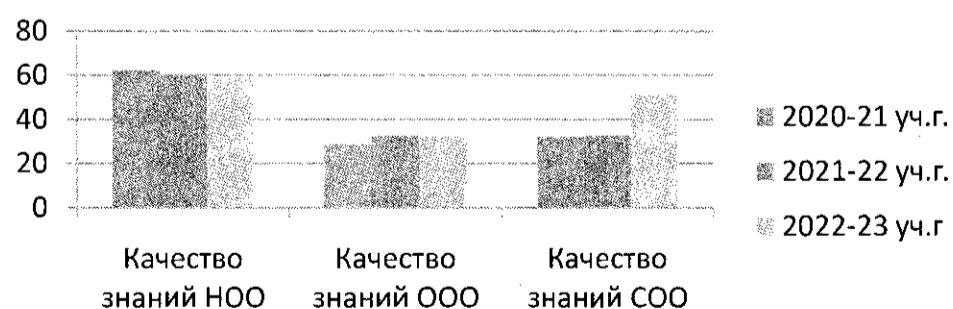 80
60
40
20
0
Качество
знаний НОО
Качество
знаний ООО
Качество
знаний СОО
2020-21 уч.г.
2021-22 уч.г.
2022-23 уч.г